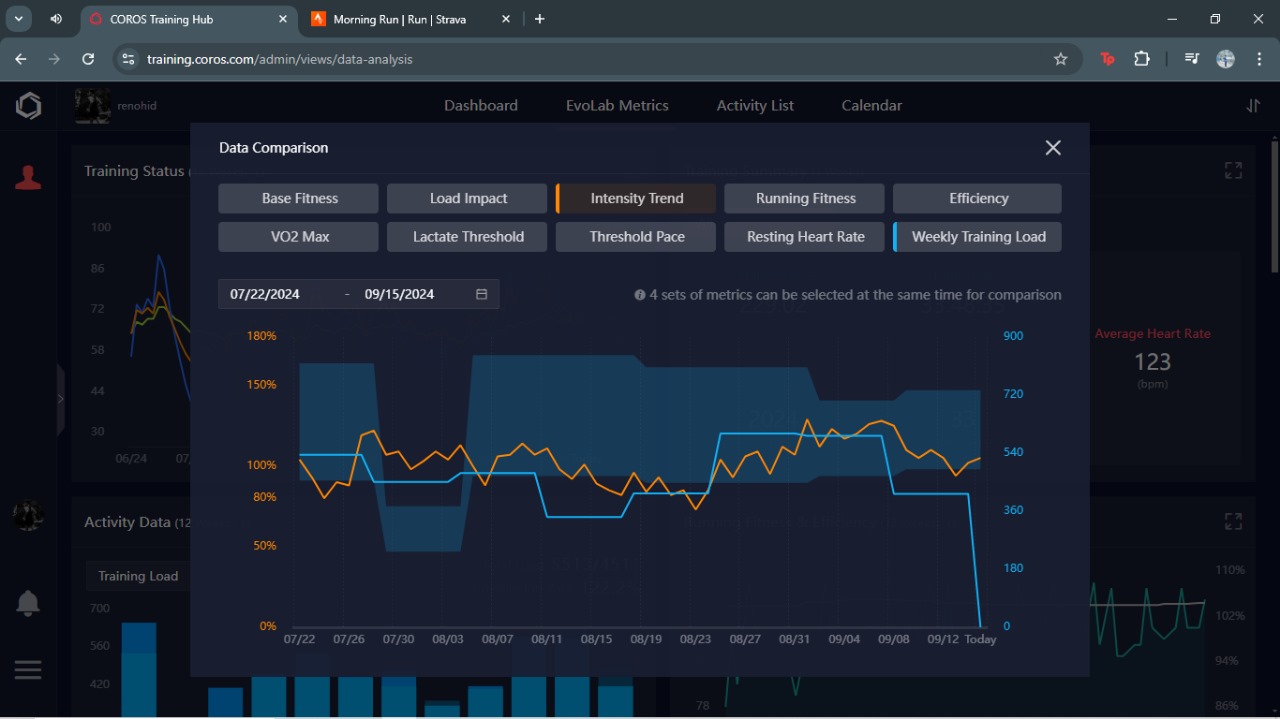 COROS Training Hub
Morning Run | Run | Strava
training.coros.com/admin/views/data-analysis
Tp
renohid
Dashboard
EvoLab Metrics
Activity List
Calendar
Training Status
Data Comparison
Base Fitness
Load Impact
Intensity Trend
Running Fitness
Efficiency
VO2 Max
Lactate Threshold
Threshold Pace
Resting Heart Rate
Weekly Training Load
07/22/2024 - 09/15/2024
4 sets of metrics can be selected at the same time for comparison
180%
150%
100%
80%
50%
0%
900
720
540
360
180
0
07/22 07/26 07/30 08/03 08/07 08/11 08/15 08/19 08/23 08/27 08/31 09/04 09/08 09/12 Today
100
86
72
58
44
30
06/24 07/
Average Heart Rate
123
(bpm)
Activity Data (12
Training Load
700
560
420
110%
102%
94%
86%
78